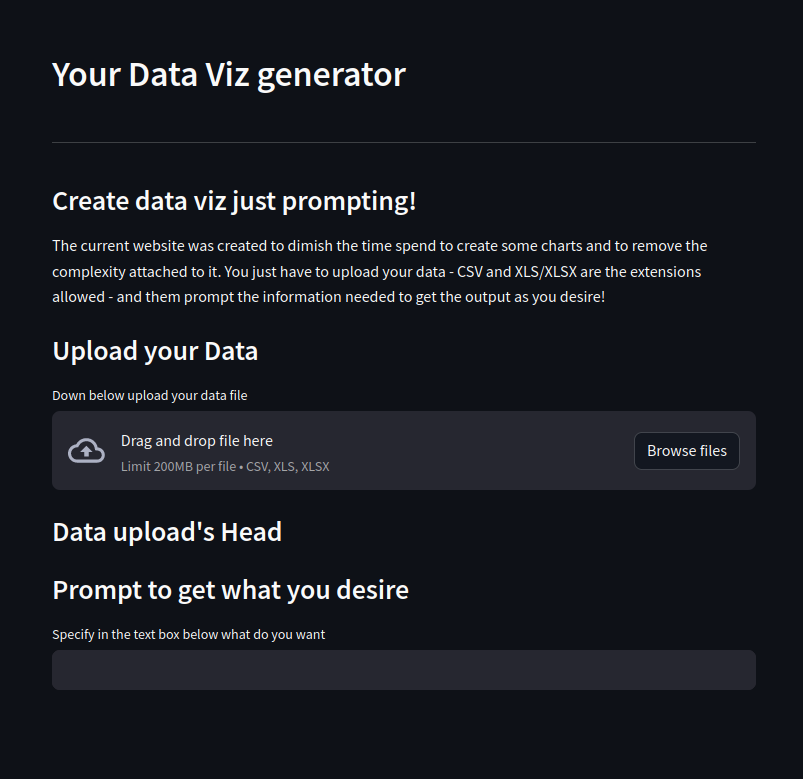 Your Data Viz generator
Create data viz just prompting!
The current website was created to dimish the time spend to create some charts and to remove the
complexity attached to it. You just have to upload your data - CSV and XLS/XLSX are the extensions
allowed - and them prompt the information needed to get the output as you desire!
Upload your Data
Down below upload your data file
Drag and drop file here
Limit 200MB per file • CSV, XLS, XLSX
Browse files
Data upload's Head
Prompt to get what you desire
Specify in the text box below what do you want